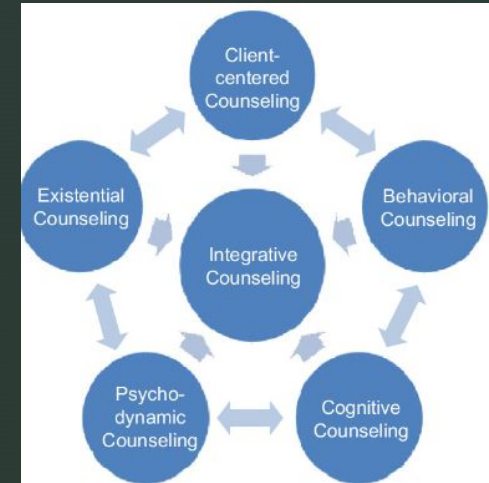 Client-
centered
Counseling
Existential
Counseling
Behavioral
Counseling
Integrative
Counseling
Psycho-
dynamic
Counseling
Cognitive
Counseling